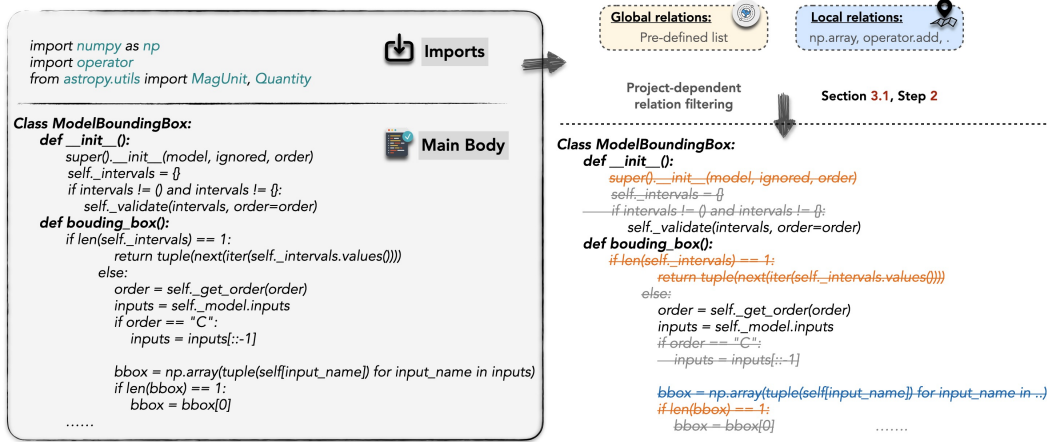 import numpy as np
import operator
from astropy.utils import MagUnit, Quantity
Imports
Class ModelBoundingBox:
def __init__():
super().__init__(model, ignored, order)
self._intervals = {}
if intervals != () and intervals != {}:
self._validate(intervals, order=order)
def bouding_box():
if len(self._intervals) == 1:
return tuple(next(iter(self._intervals.values())))
else:
order = self._get_order(order)
inputs = self._model.inputs
if order == "C":
inputs = inputs[::-1]
bbox = np.array(tuple(self[input_name]) for input_name in inputs)
if len(bbox) == 1:
bbox = bbox[0]
......
Main Body
Global relations:
Pre-defined list
Local relations:
np.array, operator.add, .
Project-dependent
relation filtering
Section 3.1, Step 2
Class ModelBoundingBox:
def __init__():
super().__init__(model, ignored, order)
self._intervals = {}
if intervals != () and intervals != {}:
self._validate(intervals, order=order)
def bouding_box():
if len(self._intervals) == 1:
return tuple(next(iter(self._intervals.values())))
else:
order = self._get_order(order)
inputs = self._model.inputs
if order == "C":
inputs = inputs[::-1]
bbox = np.array(tuple(self[input_name]) for input_name in ..)
if len(bbox) == 1:
bbox = bbox[0]
.......